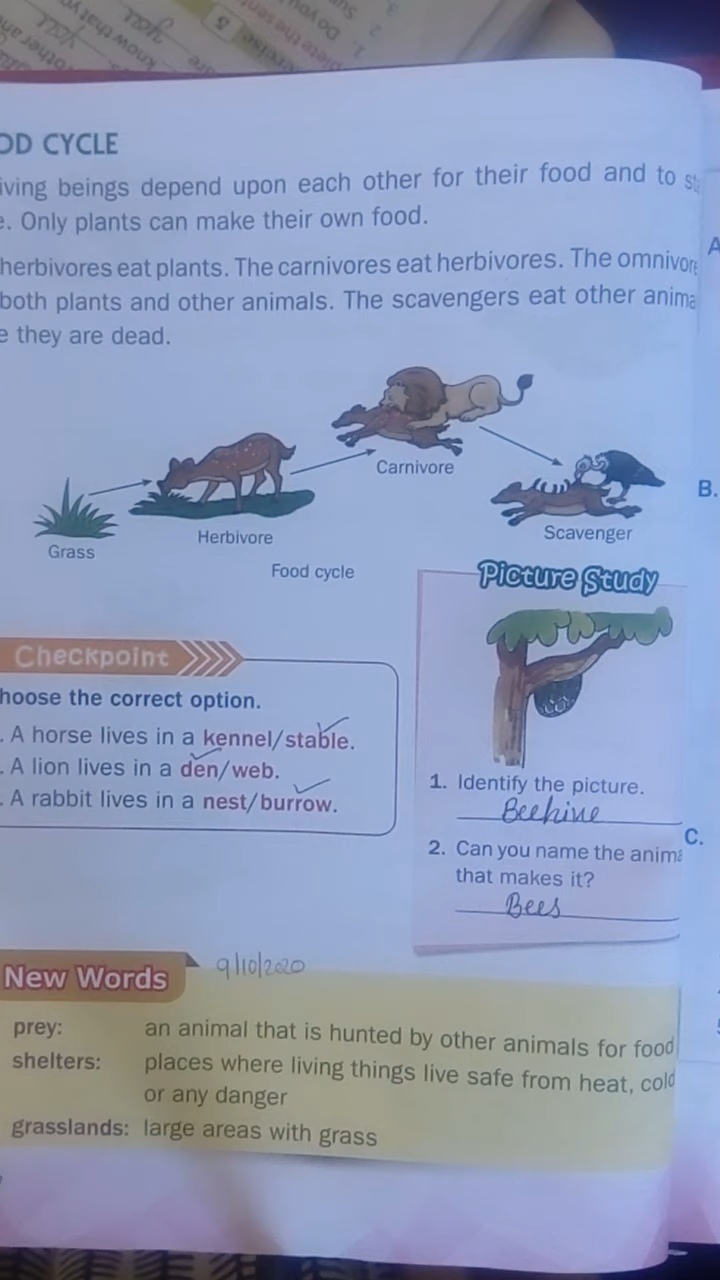 OD CYCLE
iving beings depend upon each other for their food and to st
e. Only plants can make their own food.
herbivores eat plants. The carnivores eat herbivores. The omnivore
both plants and other animals. The scavengers eat other anima
e they are dead.
Carnivore
Herbivore
Scavenger
Grass
Food cycle
Picture Study
Checkpoint
hoose the correct option.
. A horse lives in a kennel/stable.
. A lion lives in a den/web.
. A rabbit lives in a nest/burrow.
1. Identify the picture.
Beehive
2. Can you name the anima
that makes it?
Bees
New Words
9/10/2020
prey: an animal that is hunted by other animals for food
shelters: places where living things live safe from heat, cold
or any danger
grasslands: large areas with grass
A
B.
C.